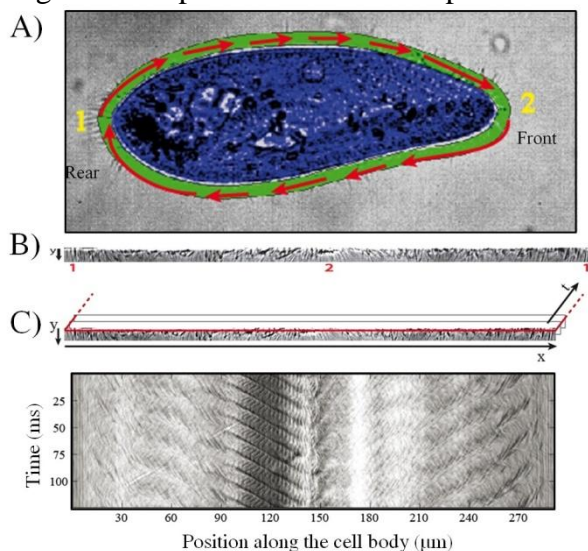 A)
1
2
Rear
Front
B)
y
1
2
1
C)
t
y
x
Time (ms)
25
50
75
100
30 60 90 120 150 180 210 240 270
Position along the cell body (μm)